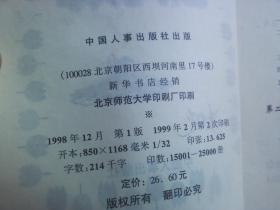 中国人事出版社出版
(100028 北京朝阳区西坝河南里17号楼)
新华书店经销
北京师范大学印刷厂印刷
※
1998年12月 第1版 1999年2月第2次印刷
开本:850×1168毫米 1/32 印张:13.625
字数:214千字 印数:15001—25000册
定价:26.60元
版权所有 翻印必究
第二